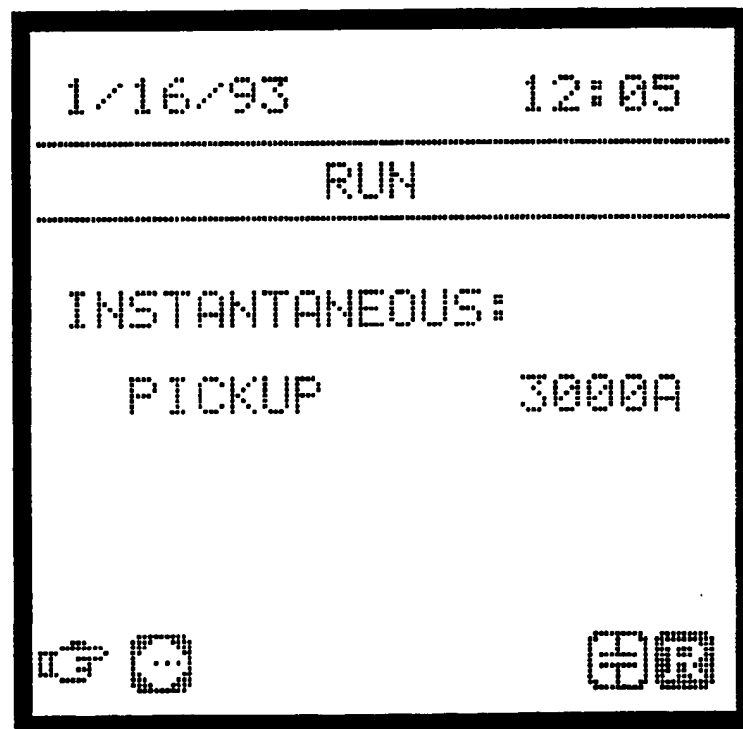 1/16/93 12:05
RUN
INSTANTANEOUS:
PICKUP 3000A
... R